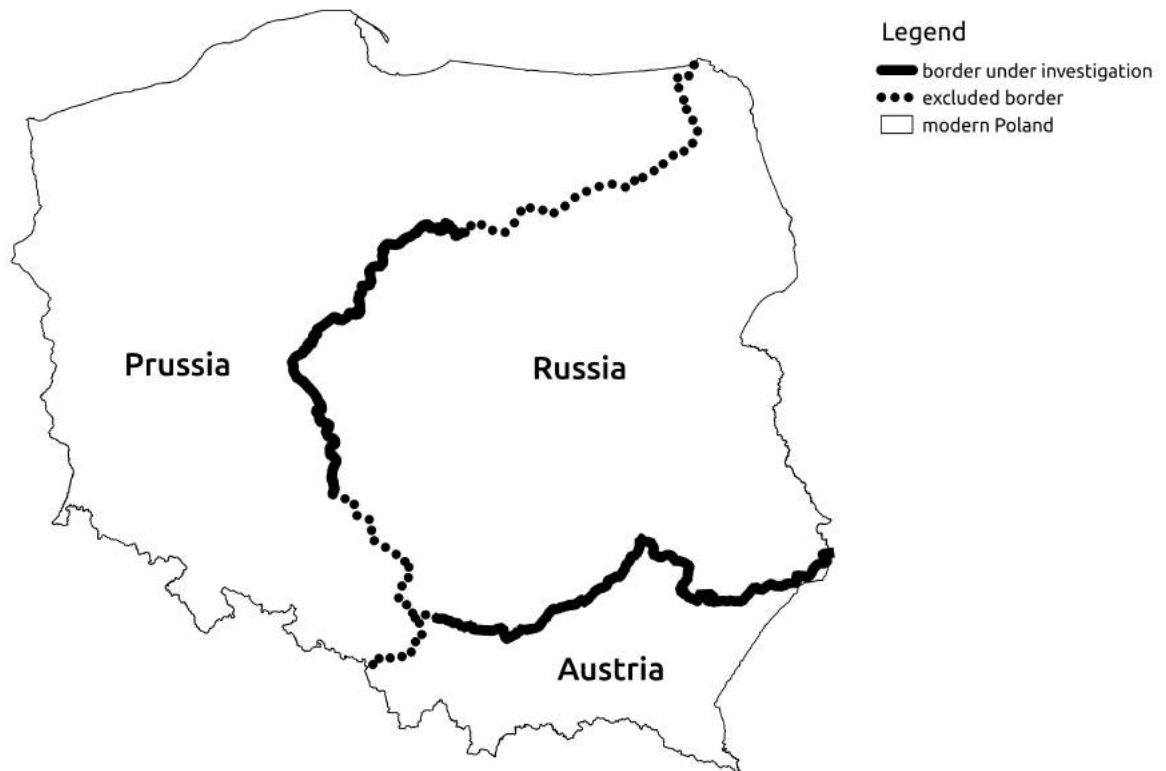 Legend
border under investigation
excluded border
modern Poland
Prussia
Russia
Austria